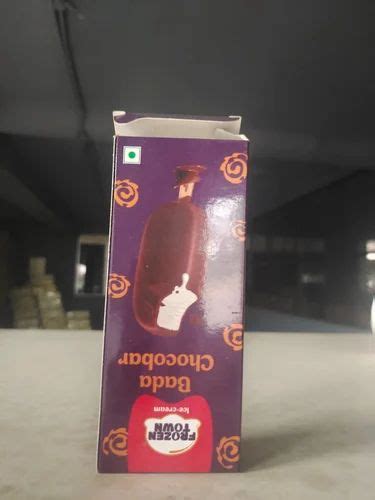 FROZEN
TOWN
Ice-cream
Bada
Chocobar